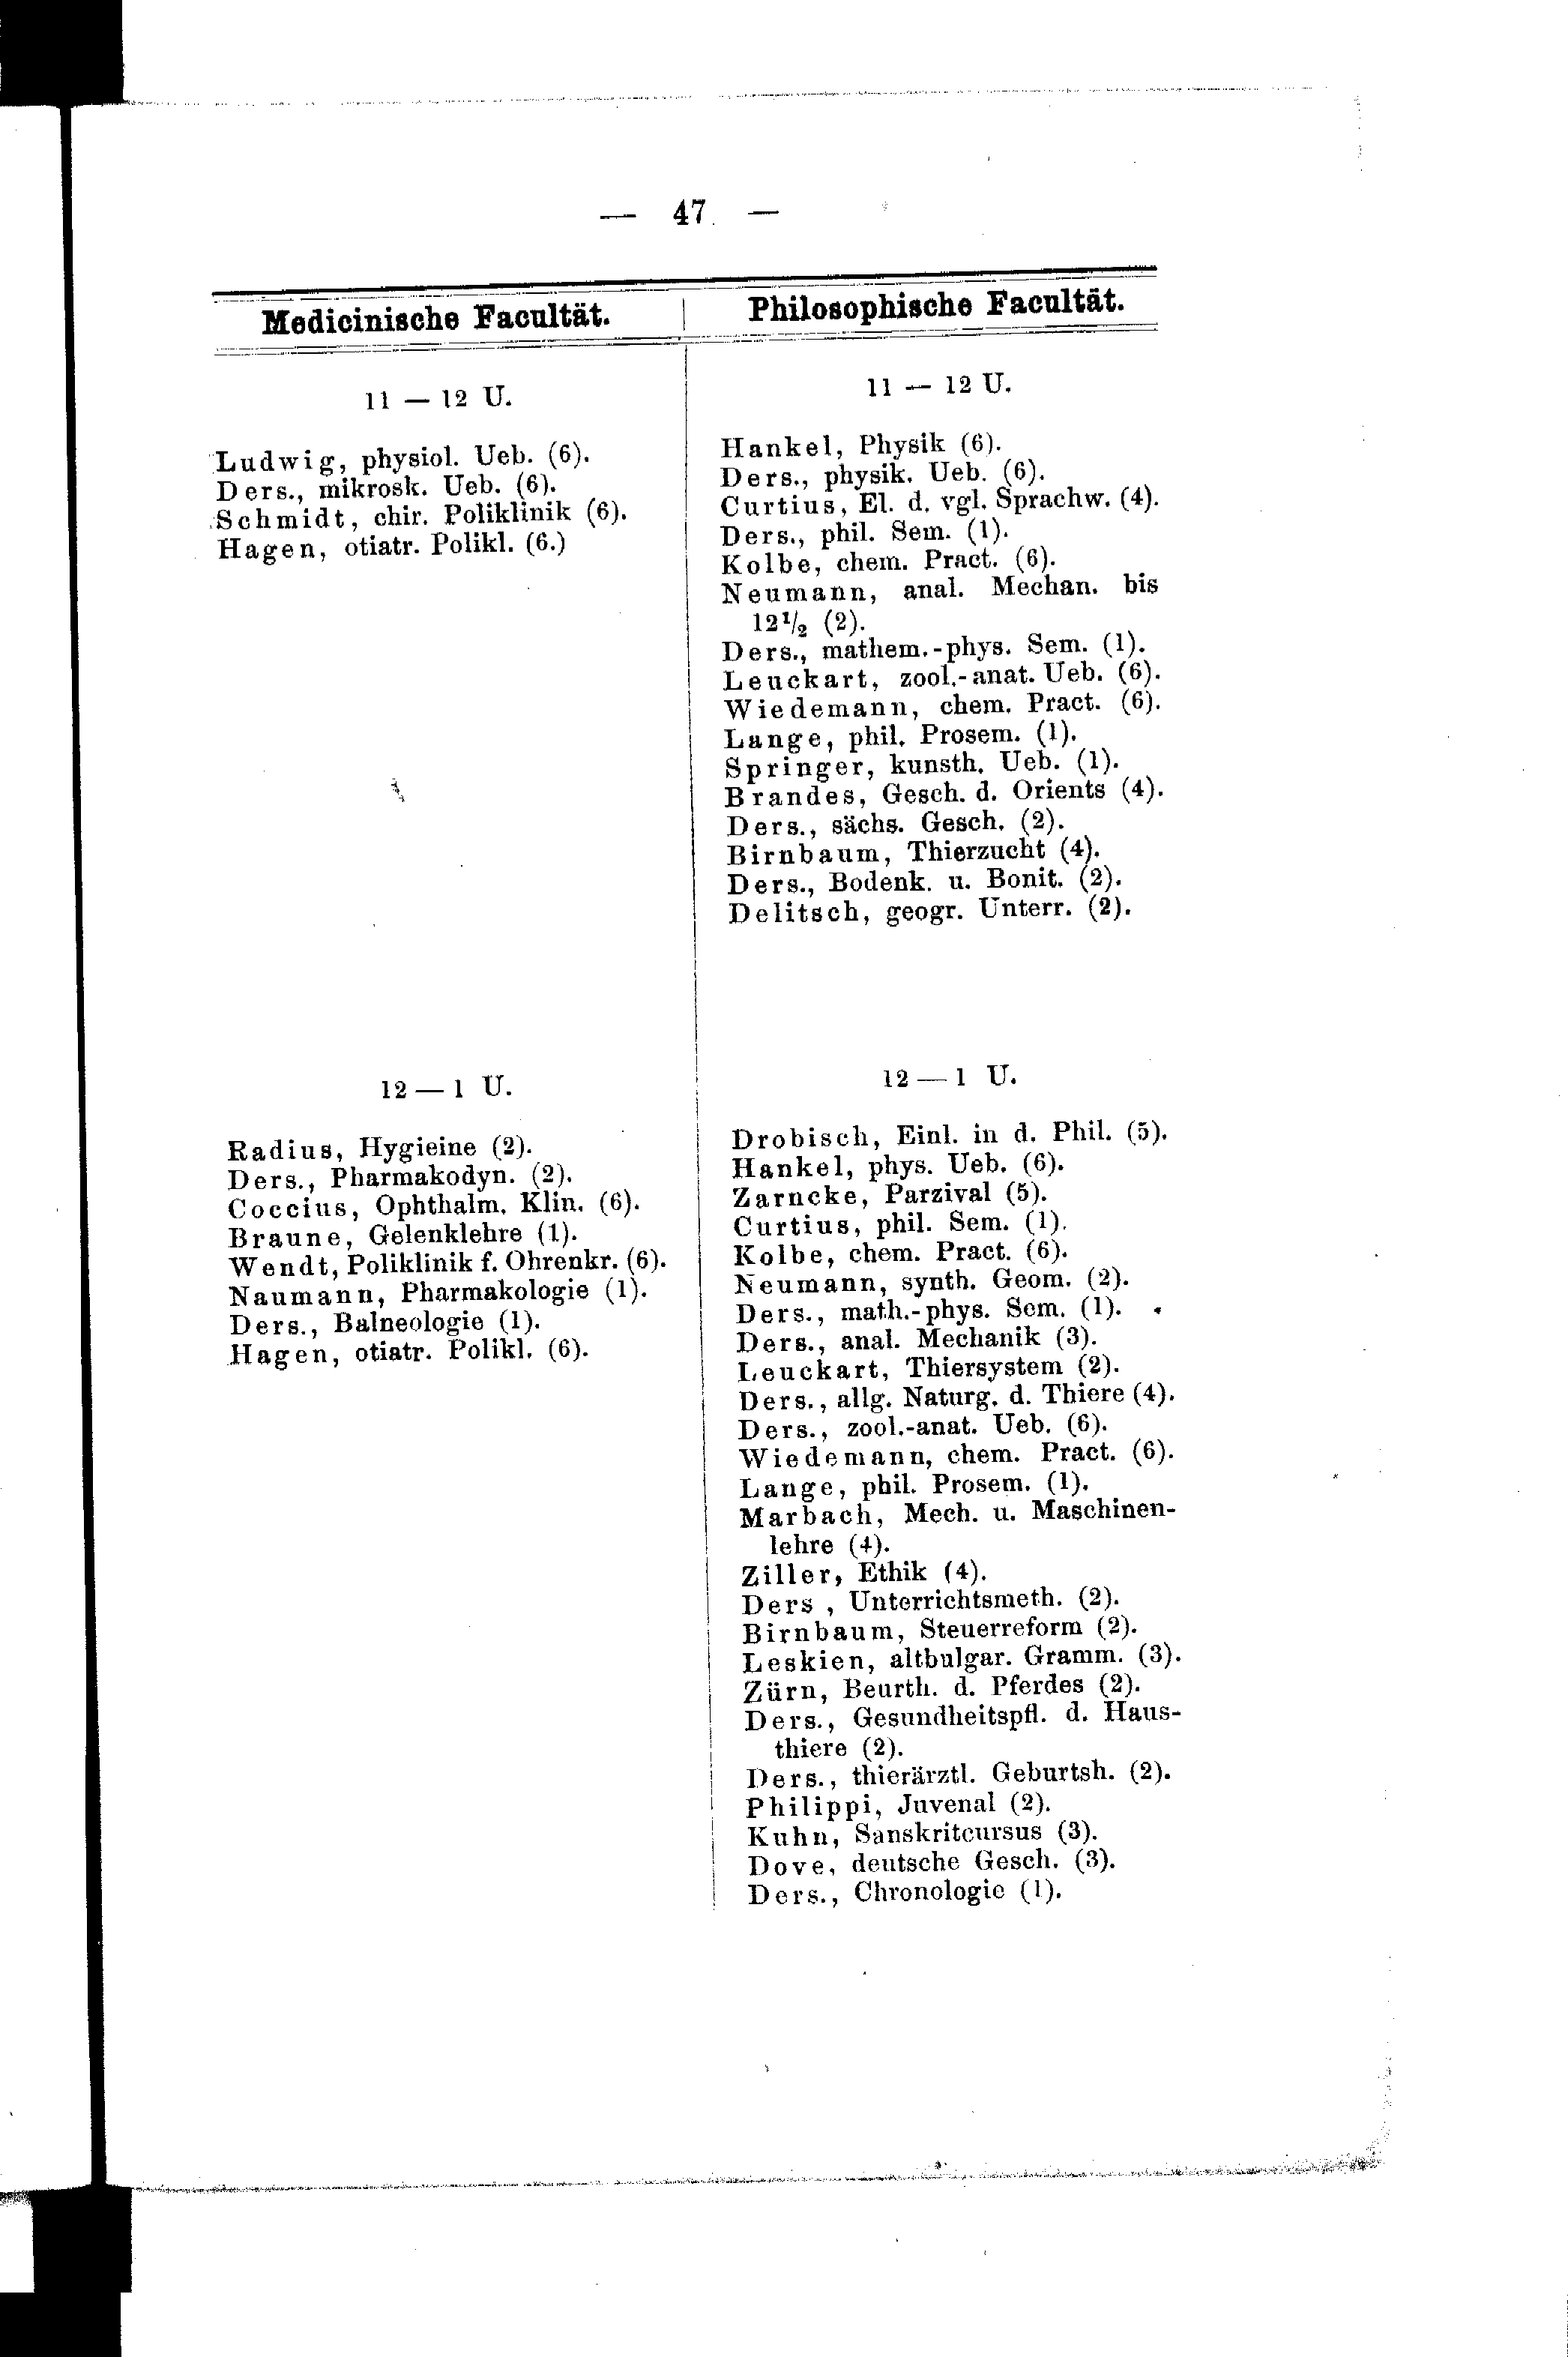 — 47 —
Medicinische Facultät.
11 — 12 U.
Ludwig, physiol. Ueb. (6).
Ders., mikrosk. Ueb. (6).
Schmidt, chir. Poliklinik (6).
Hagen, otiatr. Polikl. (6.)
12 — 1 U.
Radius, Hygieine (2).
Ders., Pharmakodyn. (2).
Coccius, Ophthalm. Klin. (6).
Braune, Gelenklehre (1).
Wendt, Poliklinik f. Ohrenkr. (6).
Naumann, Pharmakologie (1).
Ders., Balneologie (1).
Hagen, otiatr. Polikl. (6).
Philosophische Facultät.
11 — 12 U.
Hankel, Physik (6).
Ders., physik. Ueb. (6).
Curtius, El. d. vgl. Sprachw. (4).
Ders., phil. Sem. (1).
Kolbe, chem. Pract. (6).
Neumann, anal. Mechan. bis
12½ (2).
Ders., mathem.-phys. Sem. (1).
Leuckart, zool.-anat. Ueb. (6).
Wiedemann, chem. Pract. (6).
Lange, phil. Prosem. (1).
Springer, kunsth. Ueb. (1).
Brandes, Gesch. d. Orients (4).
Ders., sächs. Gesch. (2).
Birnbaum, Thierzucht (4).
Ders., Bodenk. u. Bonit. (2).
Delitsch, geogr. Unterr. (2).
12 — 1 U.
Drobisch, Einl. in d. Phil. (5).
Hankel, phys. Ueb. (6).
Zarncke, Parzival (5).
Curtius, phil. Sem. (1).
Kolbe, chem. Pract. (6).
Neumann, synth. Geom. (2).
Ders., math.-phys. Sem. (1).
Ders., anal. Mechanik (3).
Leuckart, Thiersystem (2).
Ders., allg. Naturg. d. Thiere (4).
Ders., zool.-anat. Ueb. (6).
Wiedemann, chem. Pract. (6).
Lange, phil. Prosem. (1).
Marbach, Mech. u. Maschinen-
lehre (4).
Ziller, Ethik (4).
Ders , Unterrichtsmeth. (2).
Birnbaum, Steuerreform (2).
Leskien, altbulgar. Gramm. (3).
Zürn, Beurth. d. Pferdes (2).
Ders., Gesundheitspfl. d. Haus-
thiere (2).
Ders., thierärztl. Geburtsh. (2).
Philippi, Juvenal (2).
Kuhn, Sanskritcursus (3).
Dove, deutsche Gesch. (3).
Ders., Chronologie (1).